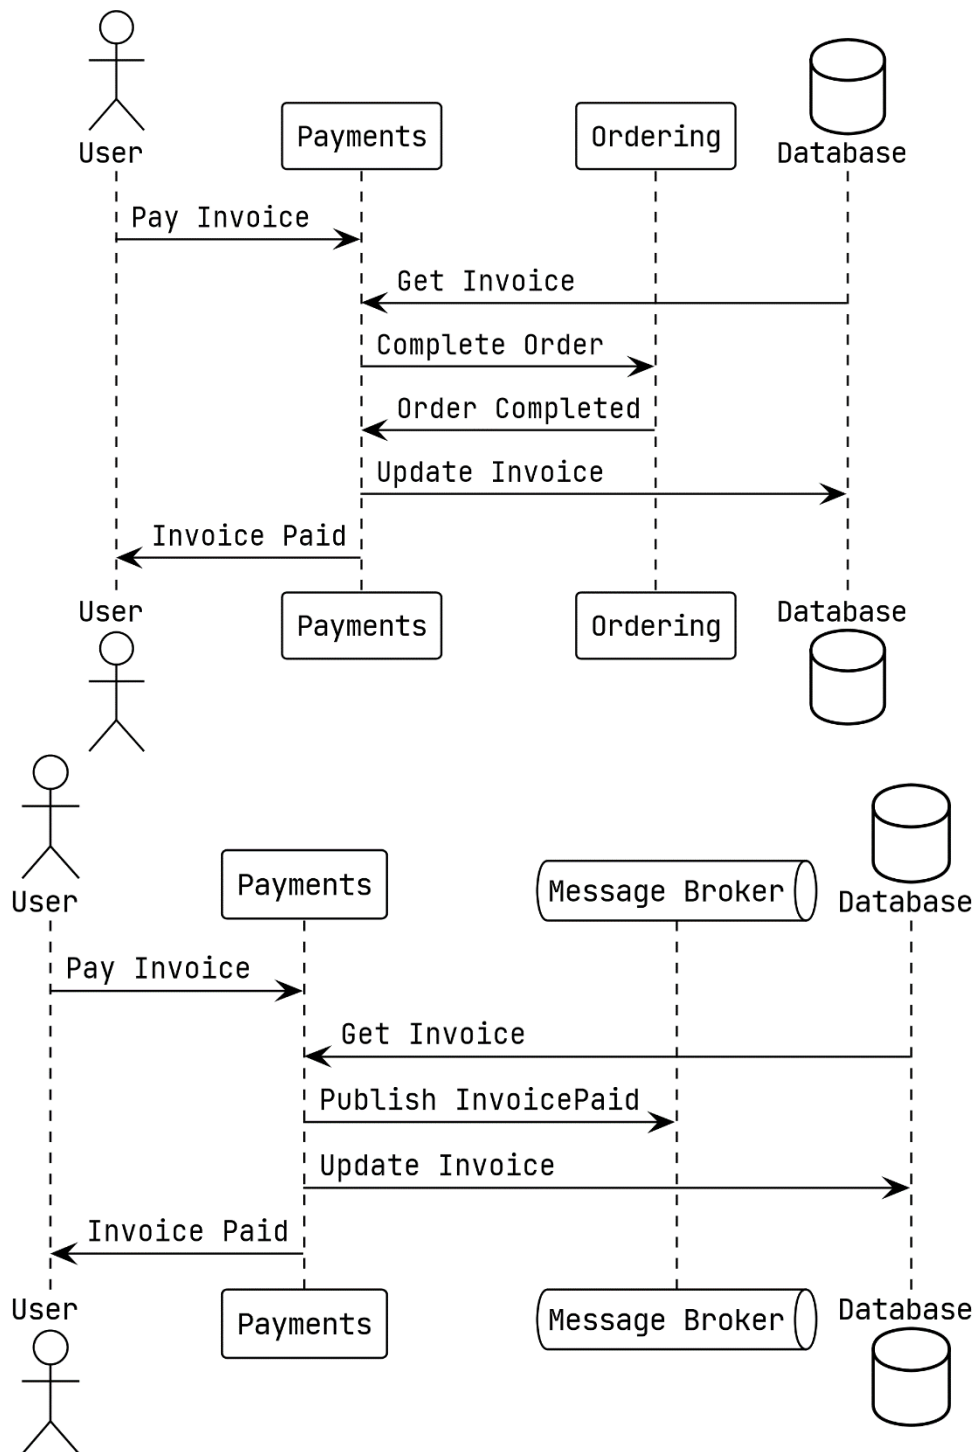 User
Payments
Ordering
Database
Pay Invoice
Get Invoice
Complete Order
Order Completed
Update Invoice
Invoice Paid
User
Payments
Ordering
Database
User
Payments
Message Broker
Database
Pay Invoice
Get Invoice
Publish InvoicePaid
Update Invoice
Invoice Paid
User
Payments
Message Broker
Database